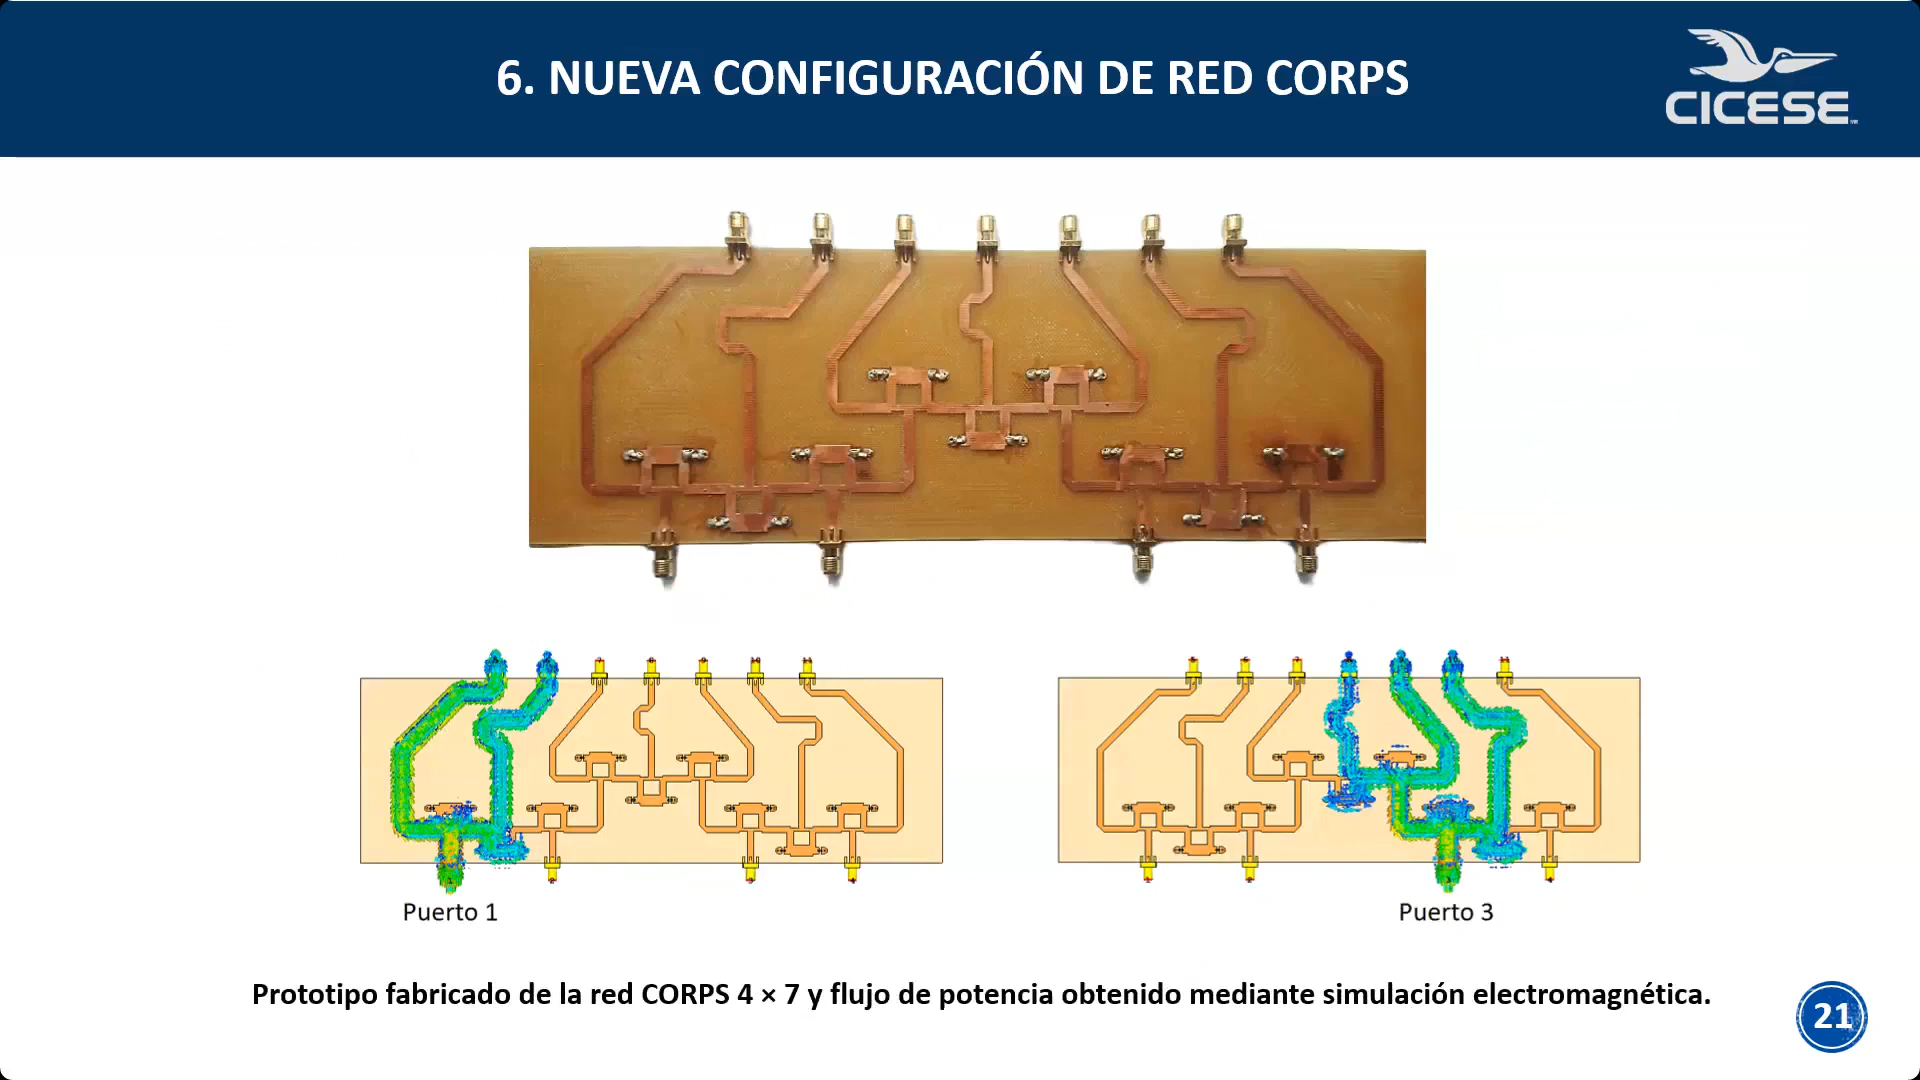 6. NUEVA CONFIGURACIÓN DE RED CORPS
CICESE
Puerto 1
Puerto 3
Prototipo fabricado de la red CORPS 4 × 7 y flujo de potencia obtenido mediante simulación electromagnética.
21